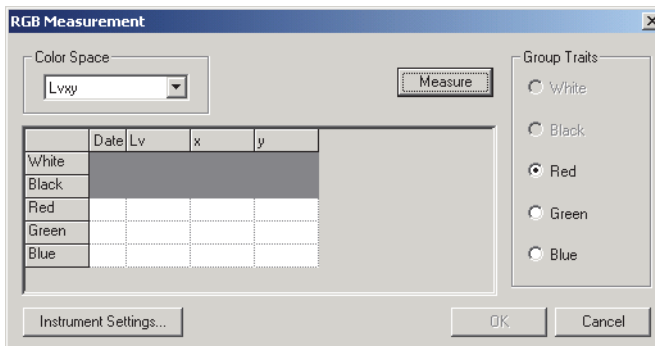 RGB Measurement
Color Space
Lvxy
Measure
Group Traits
White
Black
Red
Green
Blue
Date Lv x y
White
Black
Red
Green
Blue
Instrument Settings...
OK Cancel